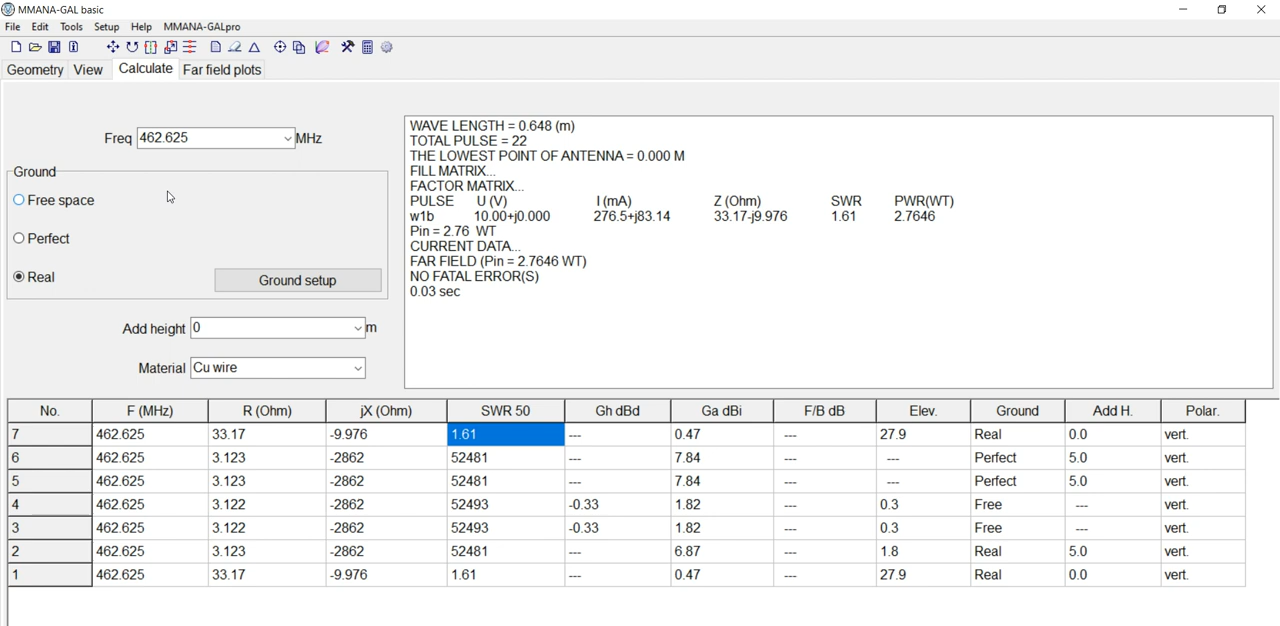 MMANA-GAL basic
File Edit Tools Setup Help MMANA-GALpro
Geometry View Calculate Far field plots
Freq 462.625 MHz
Ground
Free space
Perfect
Real
Ground setup
Add height 0 m
Material Cu wire
WAVE LENGTH = 0.648 (m)
TOTAL PULSE = 22
THE LOWEST POINT OF ANTENNA = 0.000 M
FILL MATRIX...
FACTOR MATRIX...
PULSE U (V) I (mA) Z (Ohm) SWR PWR(WT)
w1b 10.00+j0.000 276.5+j83.14 33.17-j9.976 1.61 2.7646
Pin = 2.76 WT
CURRENT DATA...
FAR FIELD (Pin = 2.7646 WT)
NO FATAL ERROR(S)
0.03 sec
No. F (MHz) R (Ohm) jX (Ohm) SWR 50 Gh dBd Ga dBi F/B dB Elev. Ground Add H. Polar.
7 462.625 33.17 -9.976 1.61 --- 0.47 --- 27.9 Real 0.0 vert.
6 462.625 3.123 -2862 52481 --- 7.84 --- --- Perfect 5.0 vert.
5 462.625 3.123 -2862 52481 --- 7.84 --- --- Perfect 5.0 vert.
4 462.625 3.122 -2862 52493 -0.33 1.82 --- 0.3 Free --- vert.
3 462.625 3.122 -2862 52493 -0.33 1.82 --- 0.3 Free --- vert.
2 462.625 3.123 -2862 52481 --- 6.87 --- 1.8 Real 5.0 vert.
1 462.625 33.17 -9.976 1.61 --- 0.47 --- 27.9 Real 0.0 vert.